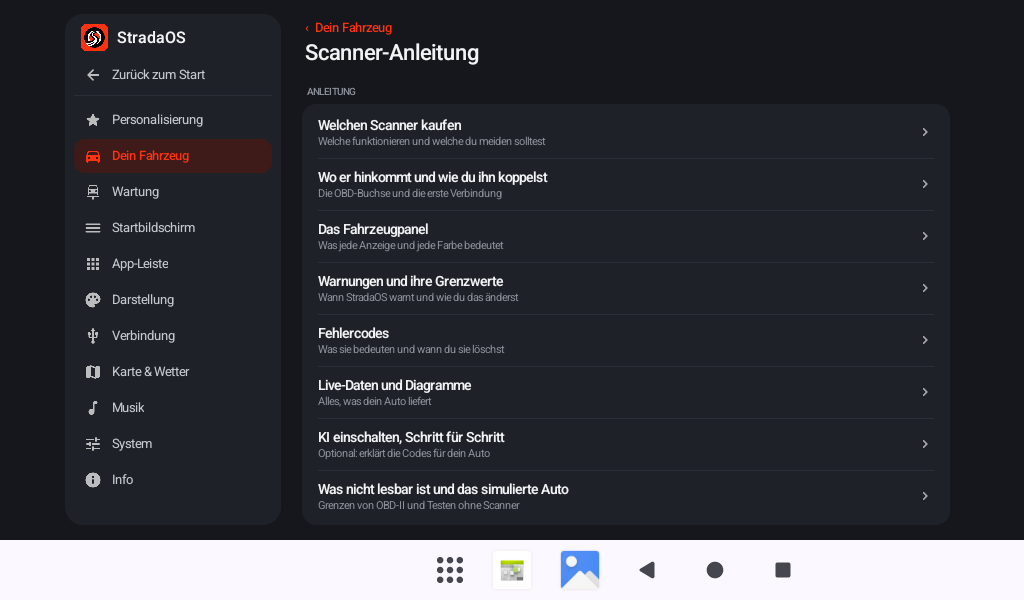 StradaOS
Zurück zum Start
Personalisierung
Dein Fahrzeug
Wartung
Startbildschirm
App-Leiste
Darstellung
Verbindung
Karte & Wetter
Musik
System
Info
‹ Dein Fahrzeug
Scanner-Anleitung
ANLEITUNG
Welchen Scanner kaufen
Welche funktionieren und welche du meiden solltest
Wo er hinkommt und wie du ihn koppelst
Die OBD-Buchse und die erste Verbindung
Das Fahrzeugpanel
Was jede Anzeige und jede Farbe bedeutet
Warnungen und ihre Grenzwerte
Wann StradaOS warnt und wie du das änderst
Fehlercodes
Was sie bedeuten und wann du sie löschst
Live-Daten und Diagramme
Alles, was dein Auto liefert
KI einschalten, Schritt für Schritt
Optional: erklärt die Codes für dein Auto
Was nicht lesbar ist und das simulierte Auto
Grenzen von OBD-II und Testen ohne Scanner